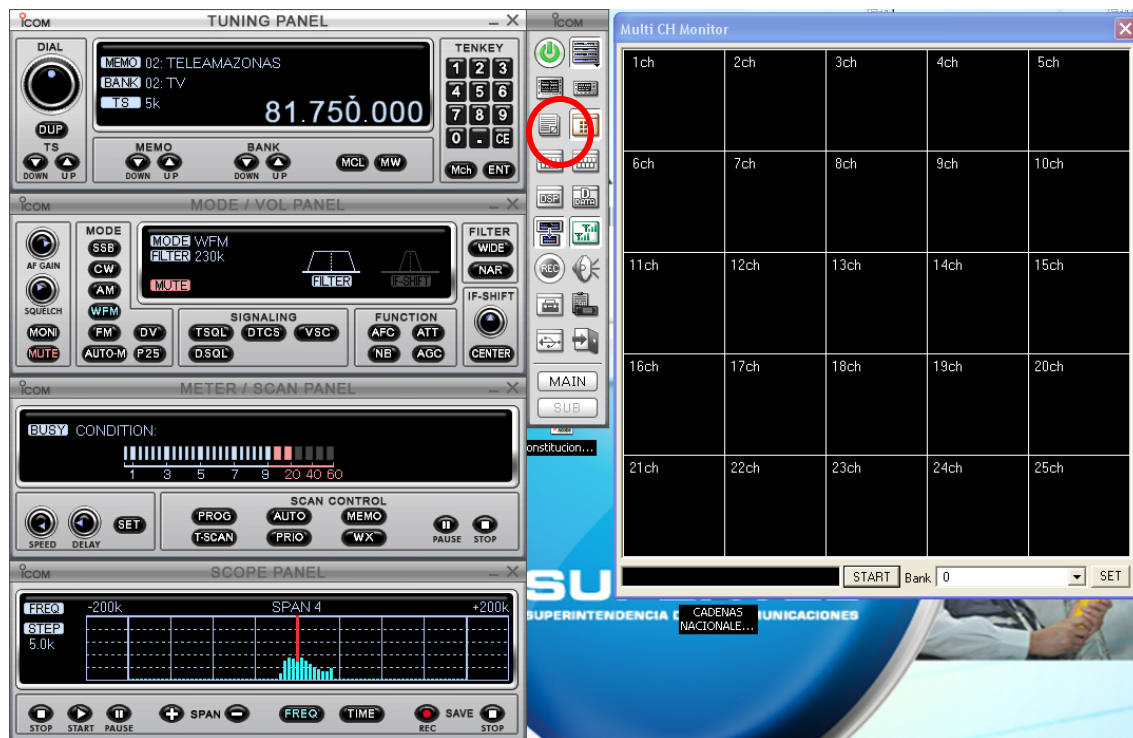 ICOM TUNING PANEL
DIAL
MEMO 02: TELEAMAZONAS
BANK 02: TV
TS 5k
81.750.000
TENKEY
1 2 3
4 5 6
7 8 9
0 . CE
Mch ENT
DUP
TS
DOWN UP
MEMO
DOWN UP
BANK
DOWN UP
MCL MW
ICOM MODE / VOL PANEL
AF GAIN
SQUELCH
MONI
MUTE
MODE
SSB
CW
AM
WFM
FM DV
AUTO-M P25
MODE WFM
FILTER 230k
MUTE
FILTER IF-SHIFT
SIGNALING
TSQL DTCS VSC
D.SQL
FUNCTION
AFC ATT
NB AGC
FILTER
WIDE
NAR
IF-SHIFT
CENTER
ICOM METER / SCAN PANEL
BUSY CONDITION:
1 3 5 7 9 20 40 60
SPEED DELAY SET
SCAN CONTROL
PROG AUTO MEMO
T-SCAN PRIO WX
PAUSE STOP
ICOM SCOPE PANEL
FREQ -200k SPAN 4 +200k
STEP
5.0k
STOP START PAUSE
SPAN
FREQ TIME
REC SAVE STOP
ICOM
DSP D DATA
REC
MAIN
SUB
onstitucion...
Multi CH Monitor
1ch 2ch 3ch 4ch 5ch
6ch 7ch 8ch 9ch 10ch
11ch 12ch 13ch 14ch 15ch
16ch 17ch 18ch 19ch 20ch
21ch 22ch 23ch 24ch 25ch
START Bank 0 SET
SU
SUPERINTENDENCIA D
UNICACIONES
CADENAS
NACIONALE...